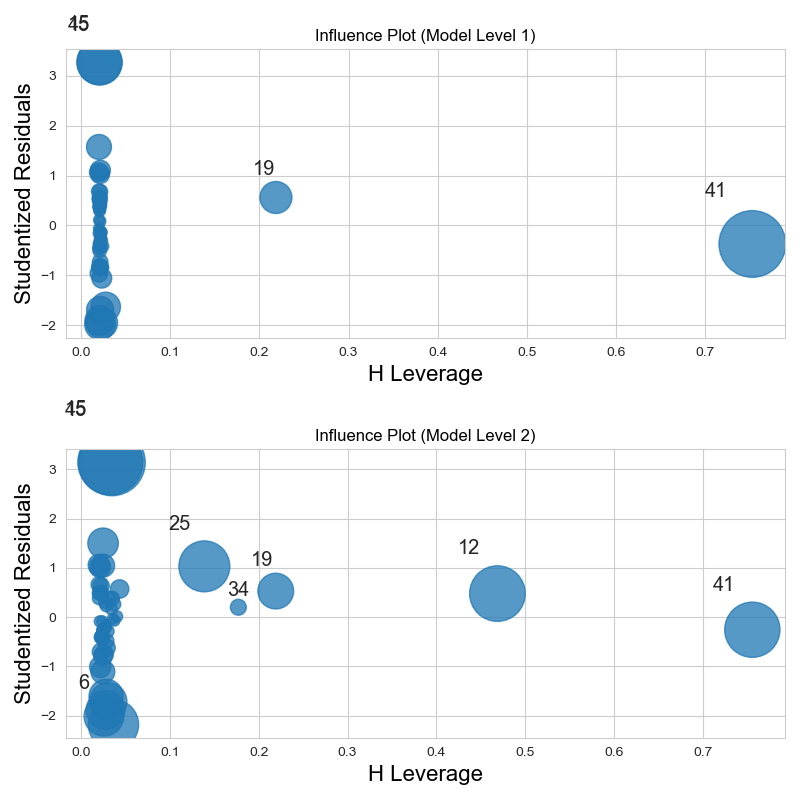 45
Influence Plot (Model Level 1)
3
2
1
0
−1
−2
Studentized Residuals
19
41
0.0 0.1 0.2 0.3 0.4 0.5 0.6 0.7
H Leverage
45
Influence Plot (Model Level 2)
3
2
1
0
−1
−2
Studentized Residuals
25
19
34
12
41
6
0.0 0.1 0.2 0.3 0.4 0.5 0.6 0.7
H Leverage